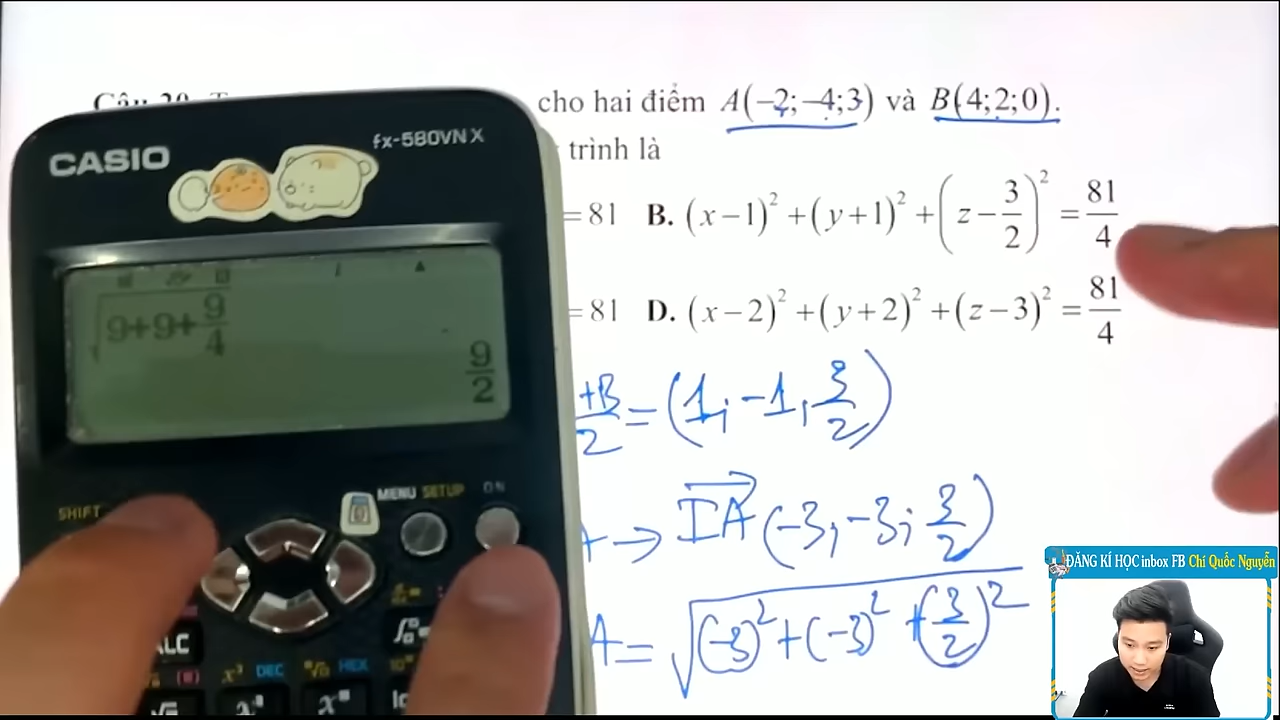 cho hai điểm A(−2;−4;3) và B(4;2;0).
trình là
=81 B. (x−1)² + (y+1)² + (z−3/2)² = 81/4
=81 D. (x−2)² + (y+2)² + (z−3)² = 81/4
+B/2 = (1; −1, 3/2)
→ IA (−3, −3; 3/2)
A = √((−3)² + (−3)² + (3/2)²)
CASIO
fx-580VN X
√(9+9+9/4)
9/2
SHIFT
MENU SETUP
ON
x³ DEC
HEX
ĐĂNG KÍ HỌC inbox FB Chí Quốc Nguyễn